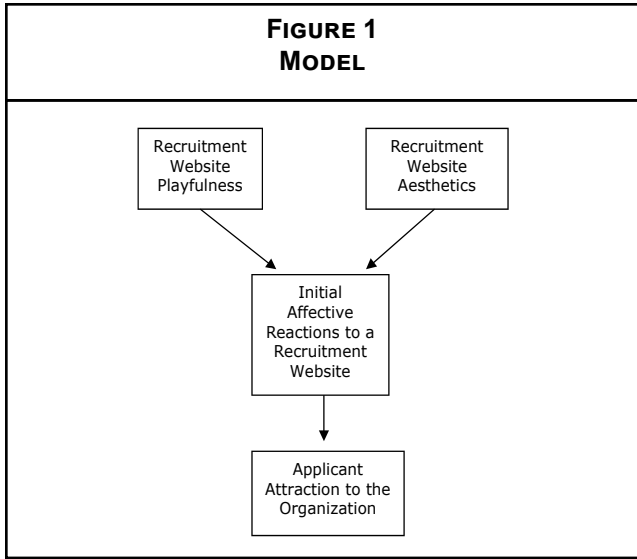 FIGURE 1
MODEL
Recruitment
Website
Playfulness
Recruitment
Website
Aesthetics
Initial
Affective
Reactions to a
Recruitment
Website
Applicant
Attraction to the
Organization